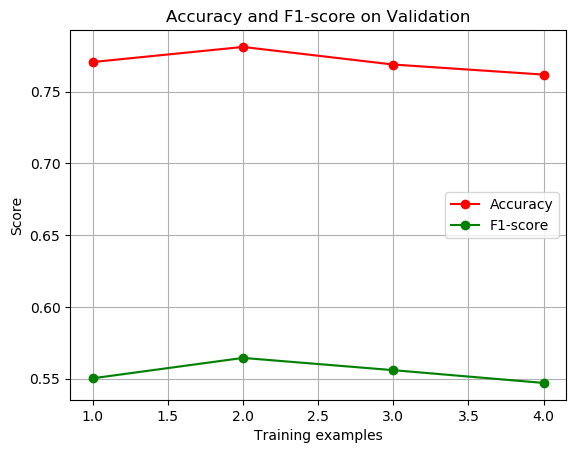 Accuracy and F1-score on Validation
Score
0.75
0.70
0.65
0.60
0.55
Accuracy
F1-score
1.0 1.5 2.0 2.5 3.0 3.5 4.0
Training examples